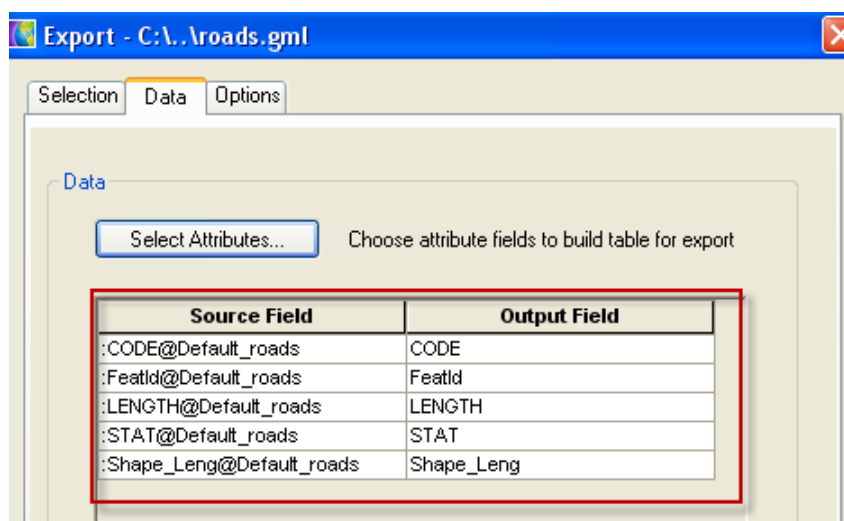 Export - C:\..\roads.gml
Selection Data Options
Data
Select Attributes... Choose attribute fields to build table for export
Source Field Output Field
:CODE@Default_roads CODE
:FeatId@Default_roads FeatId
:LENGTH@Default_roads LENGTH
:STAT@Default_roads STAT
:Shape_Leng@Default_roads Shape_Leng